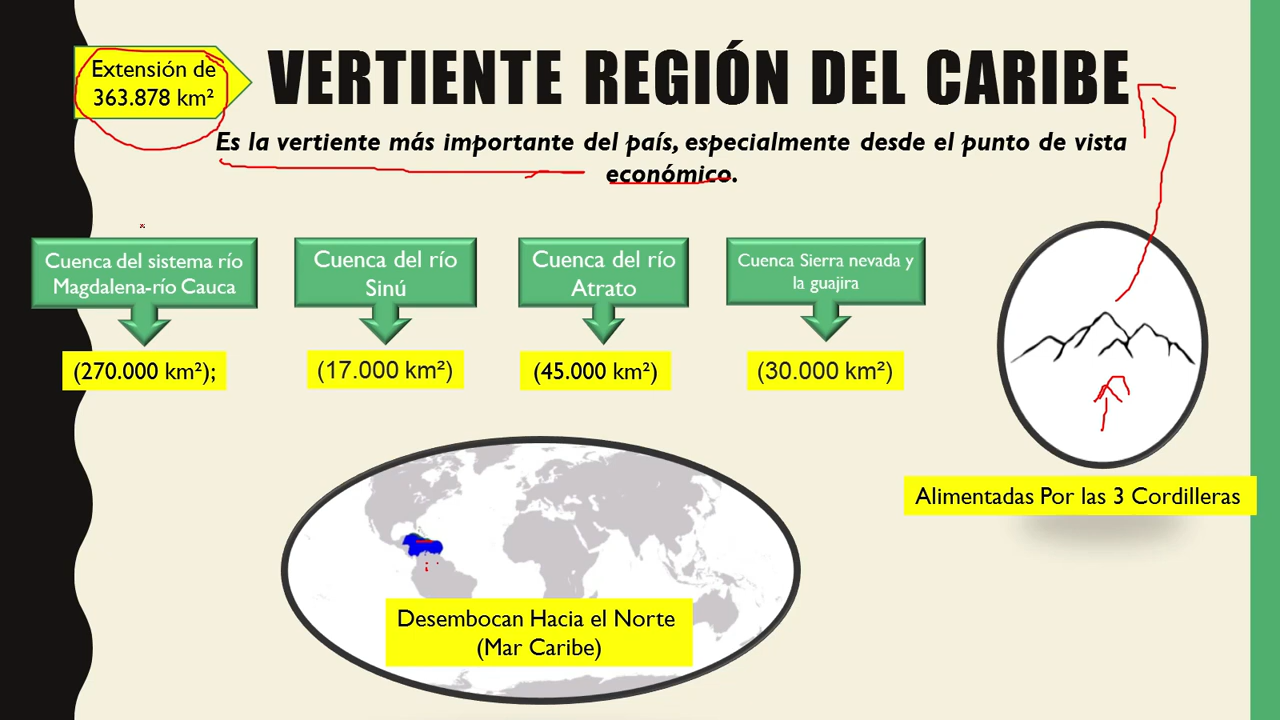 Extensión de
363.878 km²
VERTIENTE REGIÓN DEL CARIBE
Es la vertiente más importante del país, especialmente desde el punto de vista
económico.
Cuenca del sistema río
Magdalena-río Cauca
(270.000 km²);
Cuenca del río
Sinú
(17.000 km²)
Cuenca del río
Atrato
(45.000 km²)
Cuenca Sierra nevada y
la guajira
(30.000 km²)
Alimentadas Por las 3 Cordilleras
Desembocan Hacia el Norte
(Mar Caribe)